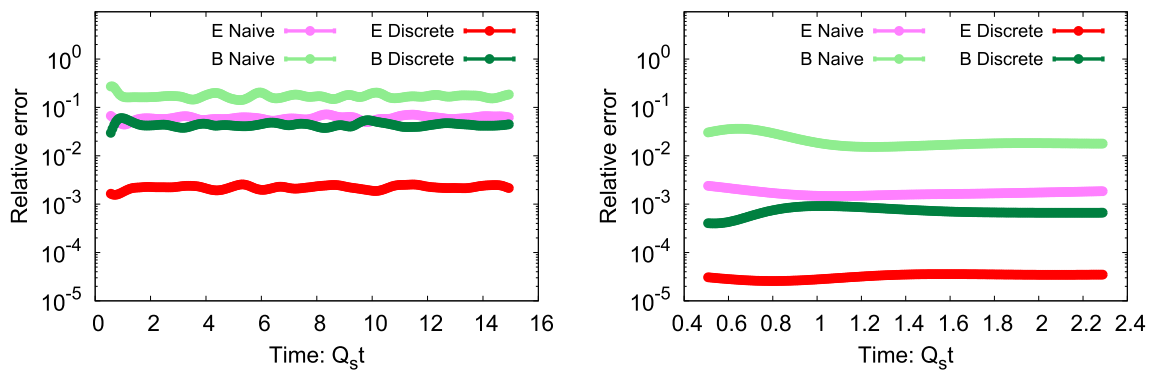 E Naive E Discrete
B Naive B Discrete
10^0
10^-1
10^-2
10^-3
10^-4
10^-5
Relative error
0 2 4 6 8 10 12 14 16
Time: Q_st
E Naive E Discrete
B Naive B Discrete
10^0
10^-1
10^-2
10^-3
10^-4
10^-5
Relative error
0.4 0.6 0.8 1 1.2 1.4 1.6 1.8 2 2.2 2.4
Time: Q_st